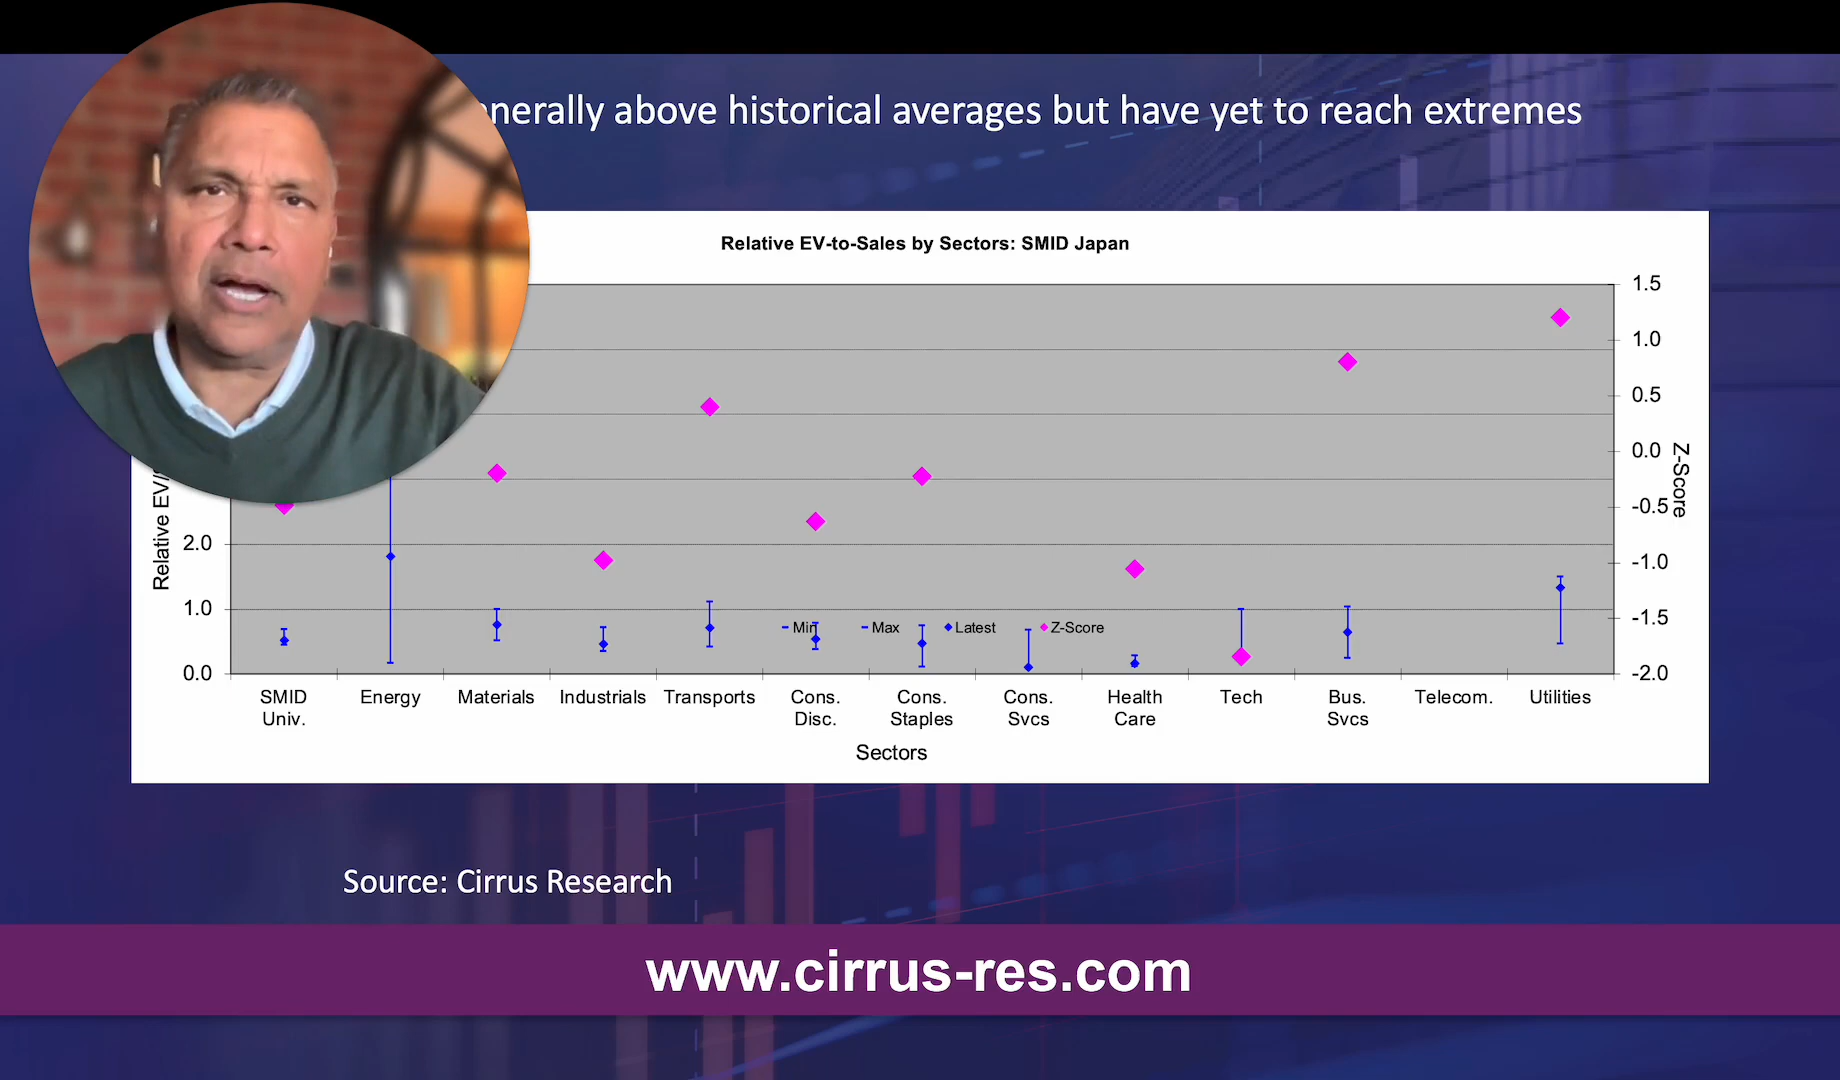 above historical averages but have yet to reach extremes
Relative EV-to-Sales by Sectors: SMID Japan
1.5
1.0
0.5
0.0
-0.5
-1.0
-1.5
-2.0
Z-Score
Relative
2.0
1.0
0.0
Min Max Latest Z-Score
SMID Univ.
Energy
Materials
Industrials
Transports
Cons. Disc.
Cons. Staples
Cons. Svcs
Health Care
Tech
Bus. Svcs
Telecom.
Utilities
Sectors
Source: Cirrus Research
www.cirrus-res.com